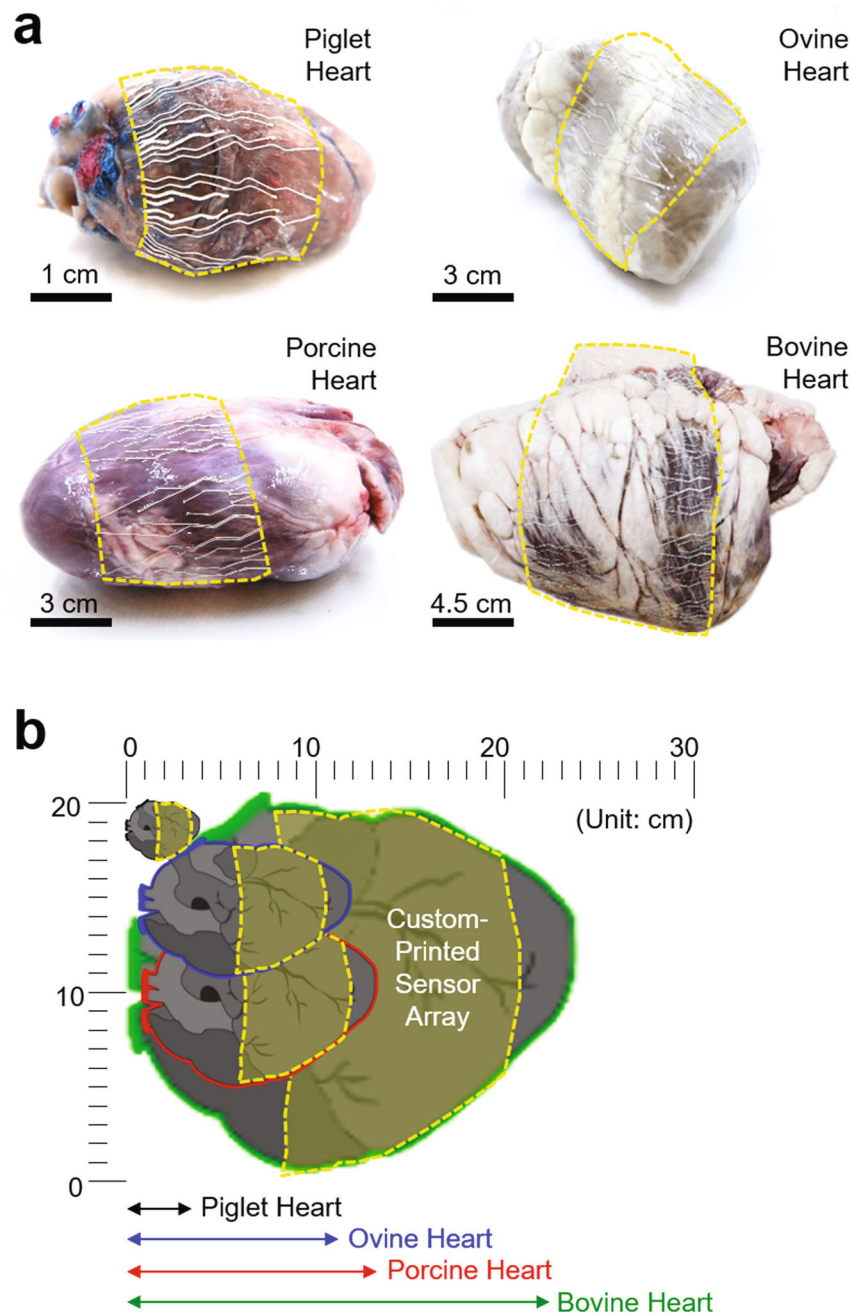 a
Piglet
Heart
1 cm
Ovine
Heart
3 cm
Porcine
Heart
3 cm
Bovine
Heart
4.5 cm
b
0 10 20 30
20
(Unit: cm)
Custom-
Printed
Sensor
Array
10
0
Piglet Heart
Ovine Heart
Porcine Heart
Bovine Heart